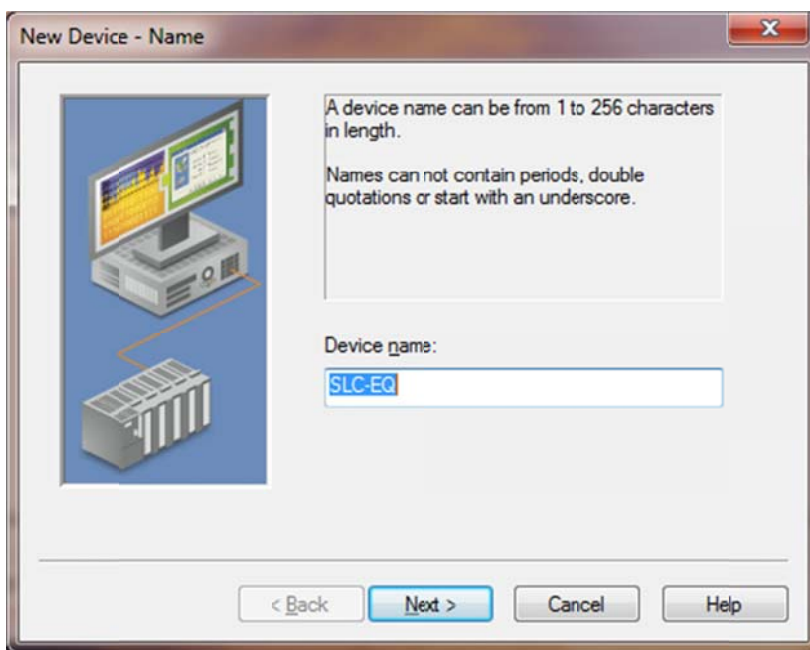 New Device - Name
A device name can be from 1 to 256 characters
in length.
Names can not contain periods, double
quotations or start with an underscore.
Device name:
SLC-EQ
< Back
Next >
Cancel
Help